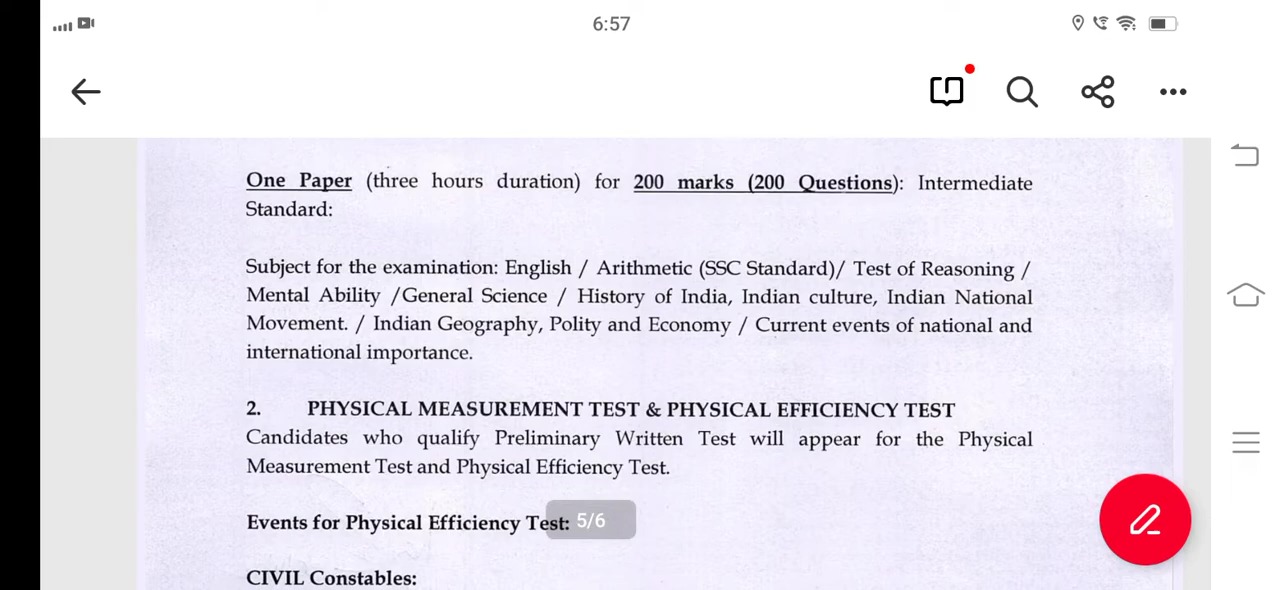 6:57
One Paper (three hours duration) for 200 marks (200 Questions): Intermediate
Standard:
Subject for the examination: English / Arithmetic (SSC Standard)/ Test of Reasoning /
Mental Ability /General Science / History of India, Indian culture, Indian National
Movement. / Indian Geography, Polity and Economy / Current events of national and
international importance.
2. PHYSICAL MEASUREMENT TEST & PHYSICAL EFFICIENCY TEST
Candidates who qualify Preliminary Written Test will appear for the Physical
Measurement Test and Physical Efficiency Test.
Events for Physical Efficiency Test:
5/6
CIVIL Constables: